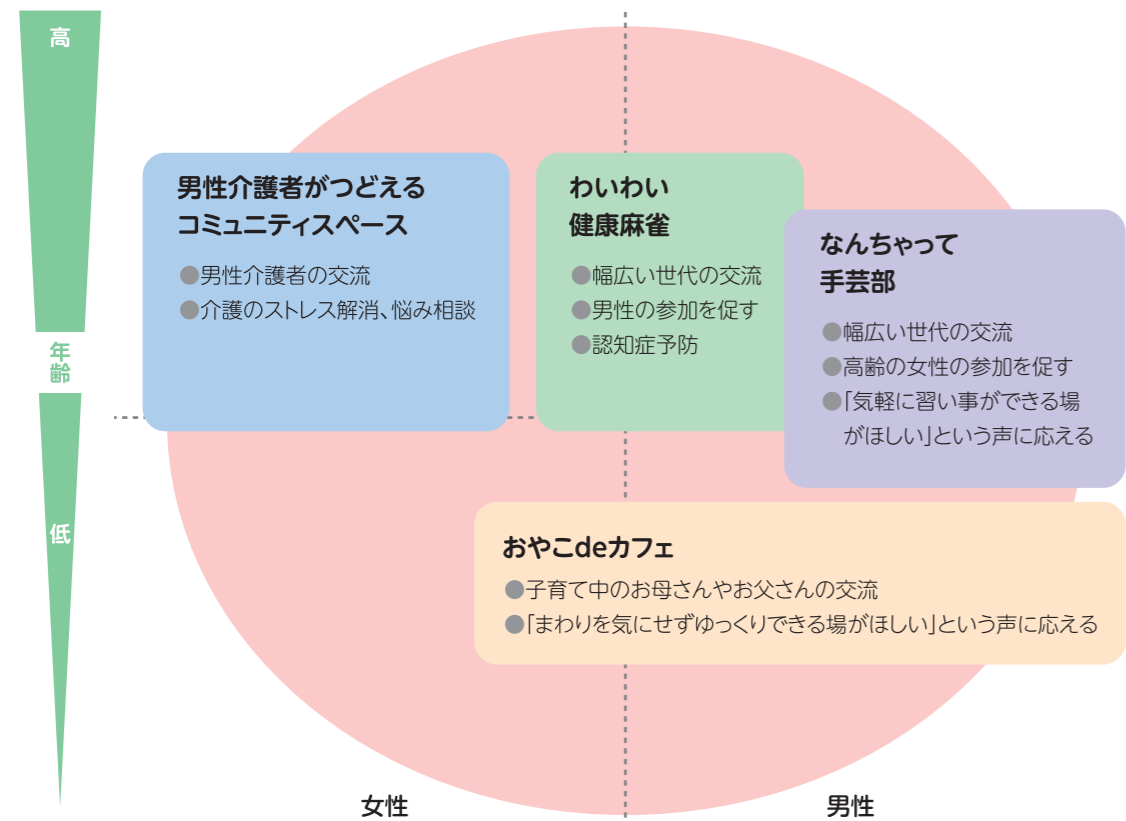 高
年齢
低
男性介護者がつどえる
コミュニティスペース
●男性介護者の交流
●介護のストレス解消、悩み相談
わいわい
健康麻雀
●幅広い世代の交流
●男性の参加を促す
●認知症予防
なんちゃって
手芸部
●幅広い世代の交流
●高齢の女性の参加を促す
●「気軽に習い事ができる場
がほしい」という声に応える
おやこdeカフェ
●子育て中のお母さんやお父さんの交流
●「まわりを気にせずゆっくりできる場がほしい」という声に応える
女性
男性